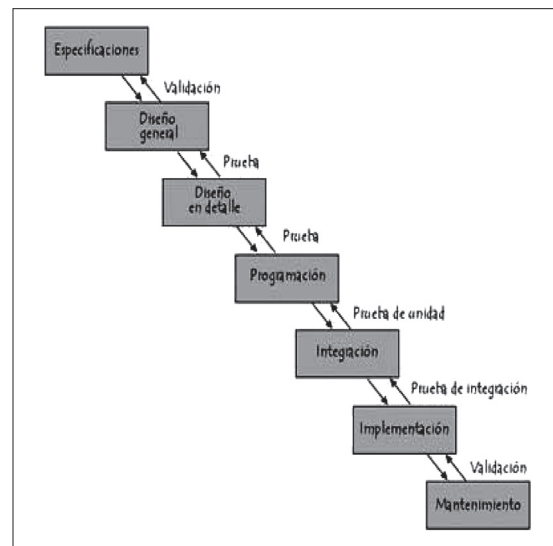 Especificaciones
Validación
Diseño
general
Prueba
Diseño
en detalle
Prueba
Programación
Prueba de unidad
Integración
Prueba de integración
Implementación
Validación
Mantenimiento